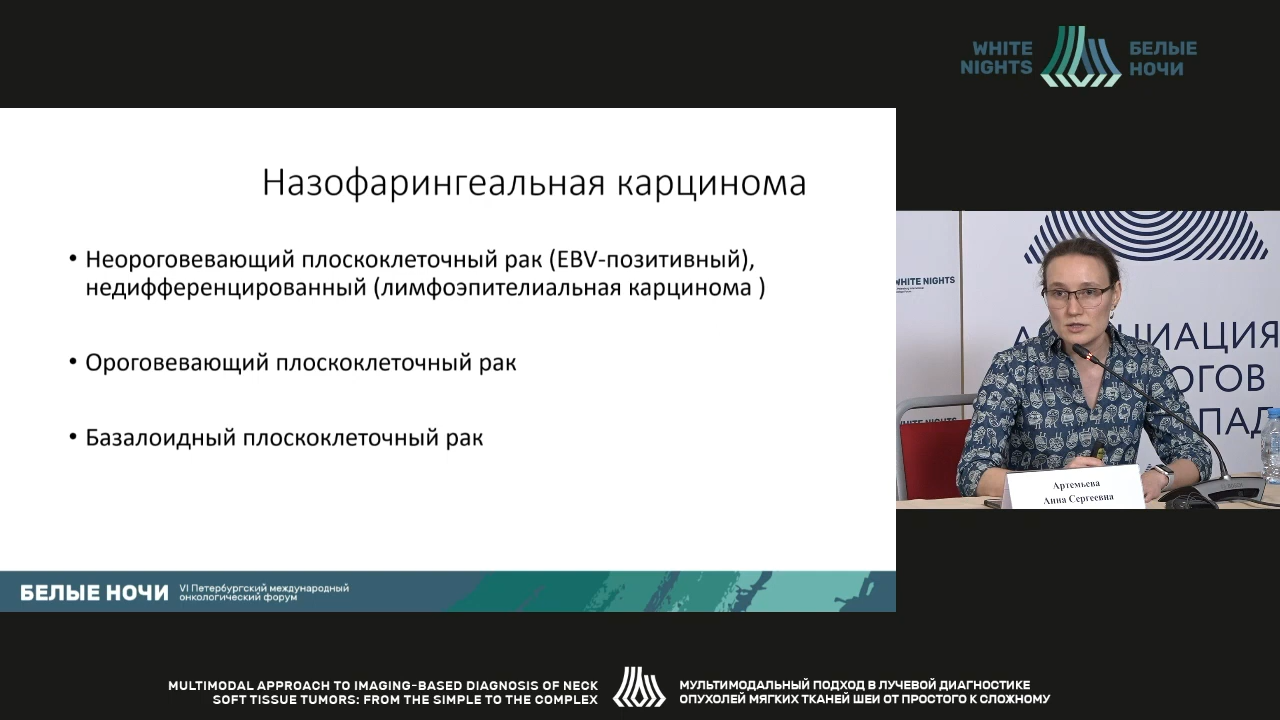 WHITE
NIGHTS
БЕЛЫЕ
НОЧИ
Назофарингеальная карцинома
• Неороговевающий плоскоклеточный рак (EBV-позитивный),
недифференцированный (лимфоэпителиальная карцинома )
• Ороговевающий плоскоклеточный рак
• Базалоидный плоскоклеточный рак
WHITE NIGHTS
Артемьева
Анна Сергеевна
БЕЛЫЕ НОЧИ
VI Петербургский международный
онкологический форум
MULTIMODAL APPROACH TO IMAGING-BASED DIAGNOSIS OF NECK
SOFT TISSUE TUMORS: FROM THE SIMPLE TO THE COMPLEX
МУЛЬТИМОДАЛЬНЫЙ ПОДХОД В ЛУЧЕВОЙ ДИАГНОСТИКЕ
ОПУХОЛЕЙ МЯГКИХ ТКАНЕЙ ШЕИ ОТ ПРОСТОГО К СЛОЖНОМУ